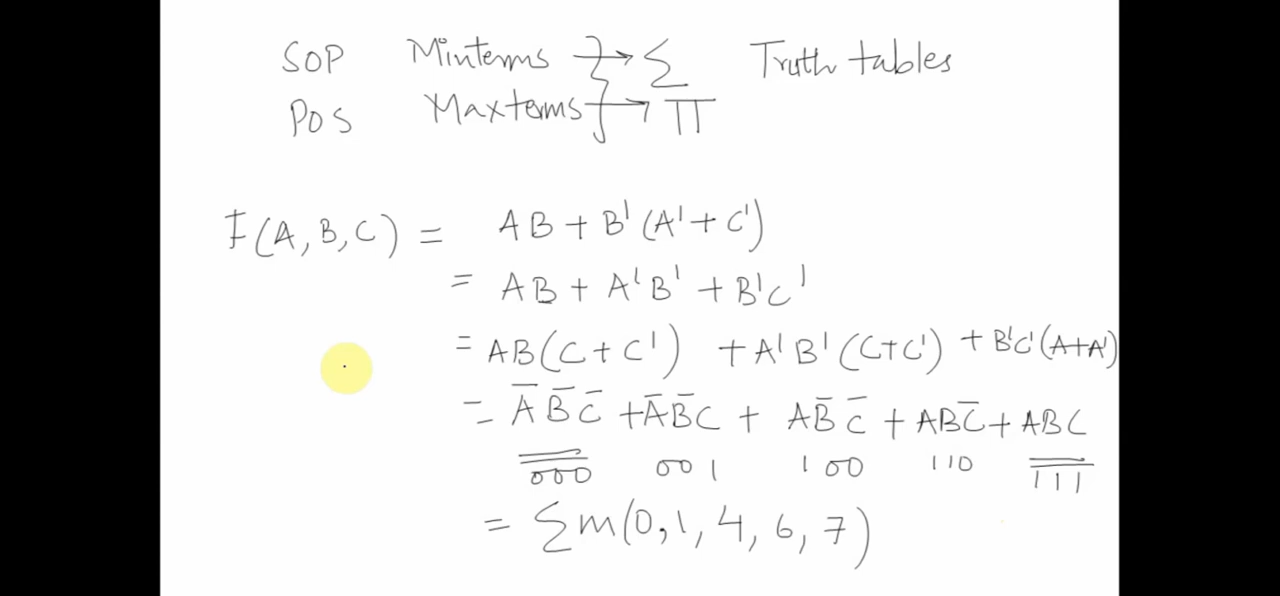 SOP Minterms } → Σ Truth tables
POS Maxterms } → Π
F(A,B,C) = AB + B'(A'+C')
= AB + A'B' + B'C'
= AB(C+C') + A'B'(C+C') + B'C'(A+A')
= A̅B̅C̅ + A̅B̅C + AB̅C̅ + ABC̅ + ABC
000 001 100 110 111
= Σm(0,1,4,6,7)